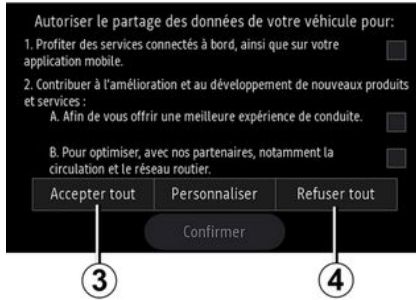 Autoriser le partage des données de votre véhicule pour:
1. Profiter des services connectés à bord, ainsi que sur votre
application mobile.
2. Contribuer à l'amélioration et au développement de nouveaux produits
et services :
A. Afin de vous offrir une meilleure expérience de conduite.
B. Pour optimiser, avec nos partenaires, notamment la
circulation et le réseau routier.
Accepter tout Personnaliser Refuser tout
Confirmer
3 4